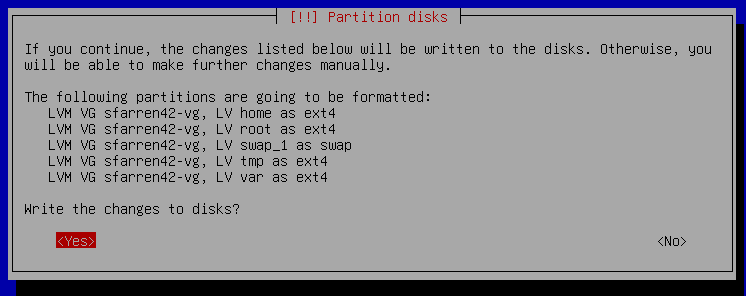 [!!] Partition disks
If you continue, the changes listed below will be written to the disks. Otherwise, you
will be able to make further changes manually.
The following partitions are going to be formatted:
LVM VG sfarren42-vg, LV home as ext4
LVM VG sfarren42-vg, LV root as ext4
LVM VG sfarren42-vg, LV swap_1 as swap
LVM VG sfarren42-vg, LV tmp as ext4
LVM VG sfarren42-vg, LV var as ext4
Write the changes to disks?
<Yes> <No>